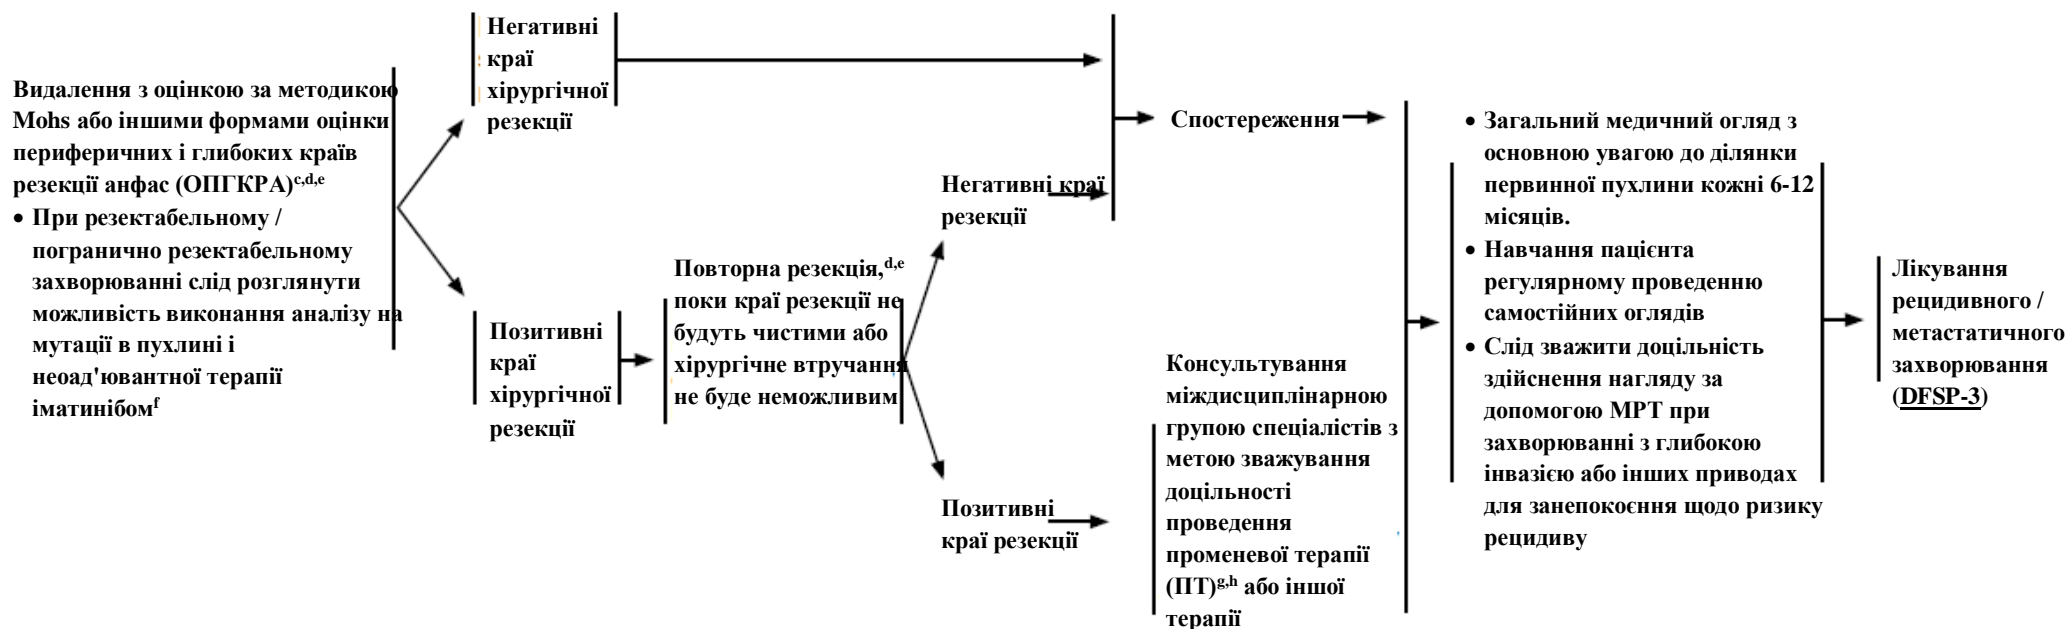 Видалення з оцінкою за методикою
Mohs або іншими формами оцінки
периферичних і глибоких країв
резекції анфас (ОПГКРА)c,d,e
• При резектабельному /
погранично резектабельному
захворюванні слід розглянути
можливість виконання аналізу на
мутації в пухлині і
неоад'ювантної терапії
іматинібомf
Негативні
краї
хірургічної
резекції
Позитивні
краї
хірургічної
резекції
Повторна резекція,d,e
поки краї резекції не
будуть чистими або
хірургічне втручання
не буде неможливим
Негативні краї
резекції
Позитивні
краї резекції
Спостереження
Консультування
міждисциплінарною
групою спеціалістів з
метою зважування
доцільності
проведення
променевої терапії
(ПТ)g,h або іншої
терапії
• Загальний медичний огляд з
основною увагою до ділянки
первинної пухлини кожні 6-12
місяців.
• Навчання пацієнта
регулярному проведенню
самостійних оглядів
• Слід зважити доцільність
здійснення нагляду за
допомогою МРТ при
захворюванні з глибокою
інвазією або інших приводах
для занепокоєння щодо ризику
рецидиву
Лікування
рецидивного /
метастатичного
захворювання
(DFSP-3)